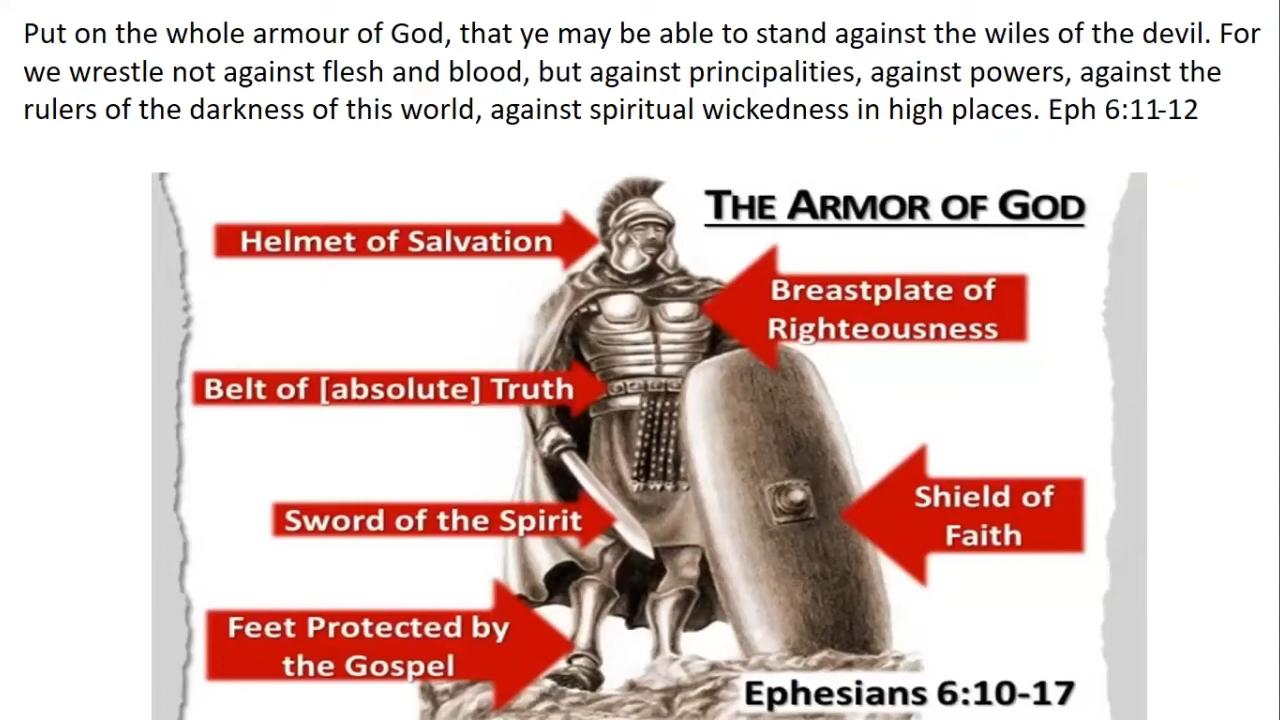 Put on the whole armour of God, that ye may be able to stand against the wiles of the devil. For
we wrestle not against flesh and blood, but against principalities, against powers, against the
rulers of the darkness of this world, against spiritual wickedness in high places. Eph 6:11-12
THE ARMOR OF GOD
Helmet of Salvation
Breastplate of
Righteousness
Belt of [absolute] Truth
Sword of the Spirit
Shield of
Faith
Feet Protected by
the Gospel
Ephesians 6:10-17